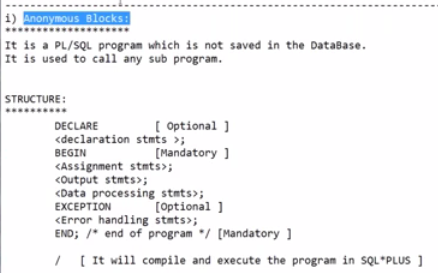 i) Anonymous Blocks:
********************
It is a PL/SQL program which is not saved in the DataBase.
It is used to call any sub program.
STRUCTURE:
**********
DECLARE [ Optional ]
<declaration stmts >;
BEGIN [Mandatory ]
<Assignment stmts>;
<Output stmts>;
<Data processing stmts>;
EXCEPTION [Optional ]
<Error handling stmts>;
END; /* end of program */ [Mandatory ]
/ [ It will compile and execute the program in SQL*PLUS ]